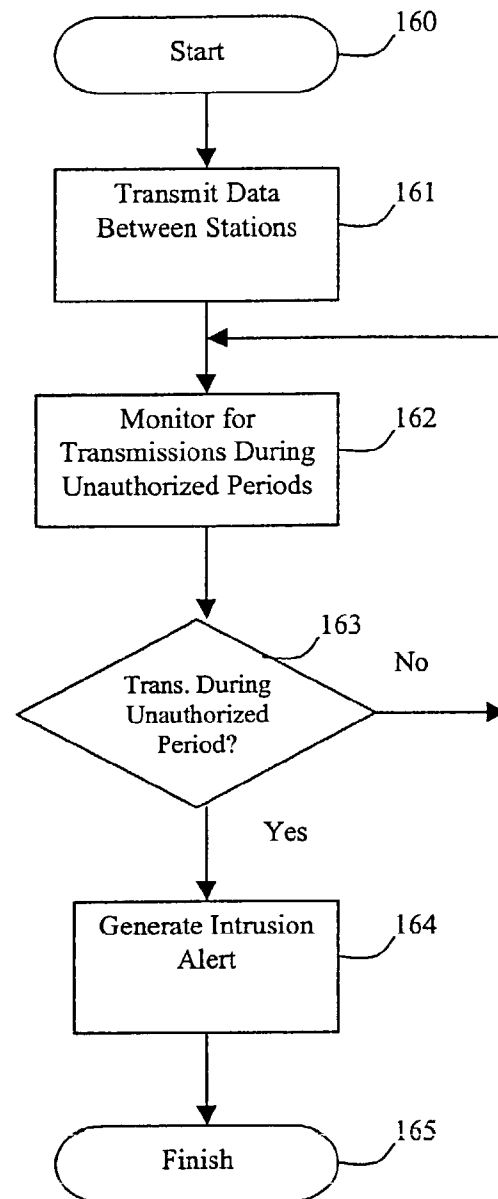 160
Start
161
Transmit Data
Between Stations
162
Monitor for
Transmissions During
Unauthorized Periods
163
No
Trans. During
Unauthorized
Period?
Yes
164
Generate Intrusion
Alert
165
Finish